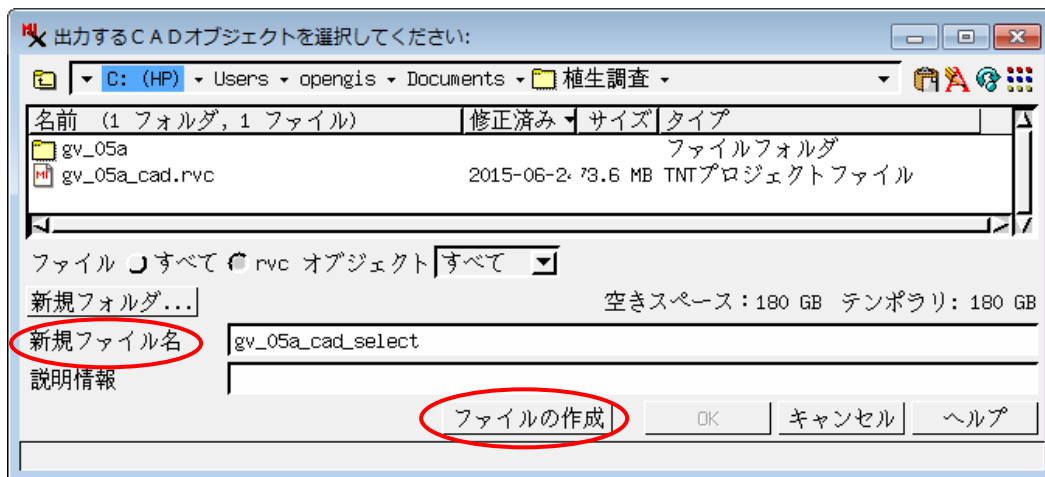 出力するCADオブジェクトを選択してください:
C: (HP) Users opengis Documents 植生調査
名前 (1 フォルダ, 1 ファイル) 修正済み サイズ タイプ
gv_05a ファイルフォルダ
gv_05a_cad.rvc 2015-06-24 73.6 MB TNTプロジェクトファイル
ファイル すべて rvc オブジェクト すべて
新規フォルダ... 空きスペース:180 GB テンポラリ: 180 GB
新規ファイル名 gv_05a_cad_select
説明情報
ファイルの作成 OK キャンセル ヘルプ